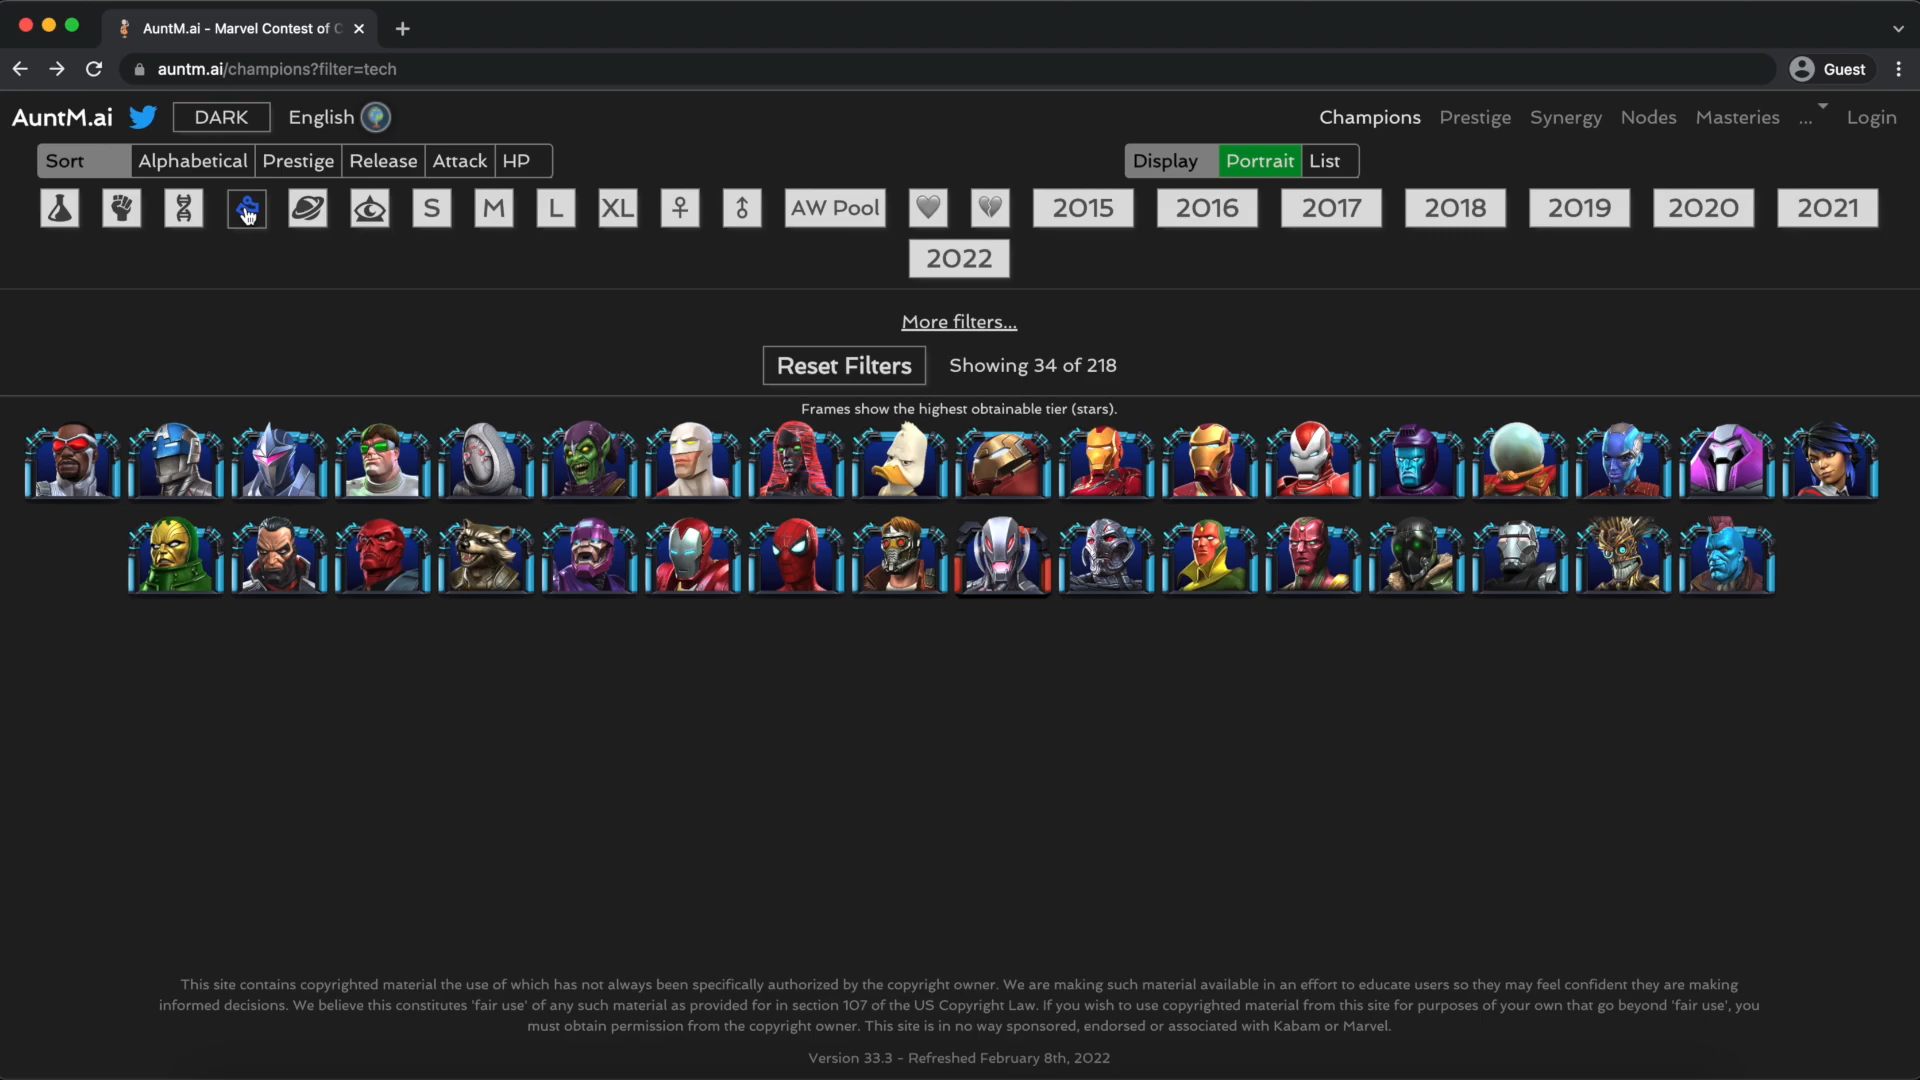 AuntM.ai - Marvel Contest of C
auntm.ai/champions?filter=tech
Guest
AuntM.ai
DARK
English
Champions
Prestige
Synergy
Nodes
Masteries
...
Login
Sort
Alphabetical
Prestige
Release
Attack
HP
Display
Portrait
List
S
M
L
XL
AW Pool
2015
2016
2017
2018
2019
2020
2021
2022
More filters...
Reset Filters
Showing 34 of 218
Frames show the highest obtainable tier (stars).
This site contains copyrighted material the use of which has not always been specifically authorized by the copyright owner. We are making such material available in an effort to educate users so they may feel confident they are making
informed decisions. We believe this constitutes 'fair use' of any such material as provided for in section 107 of the US Copyright Law. If you wish to use copyrighted material from this site for purposes of your own that go beyond 'fair use', you
must obtain permission from the copyright owner. This site is in no way sponsored, endorsed or associated with Kabam or Marvel.
Version 33.3 - Refreshed February 8th, 2022